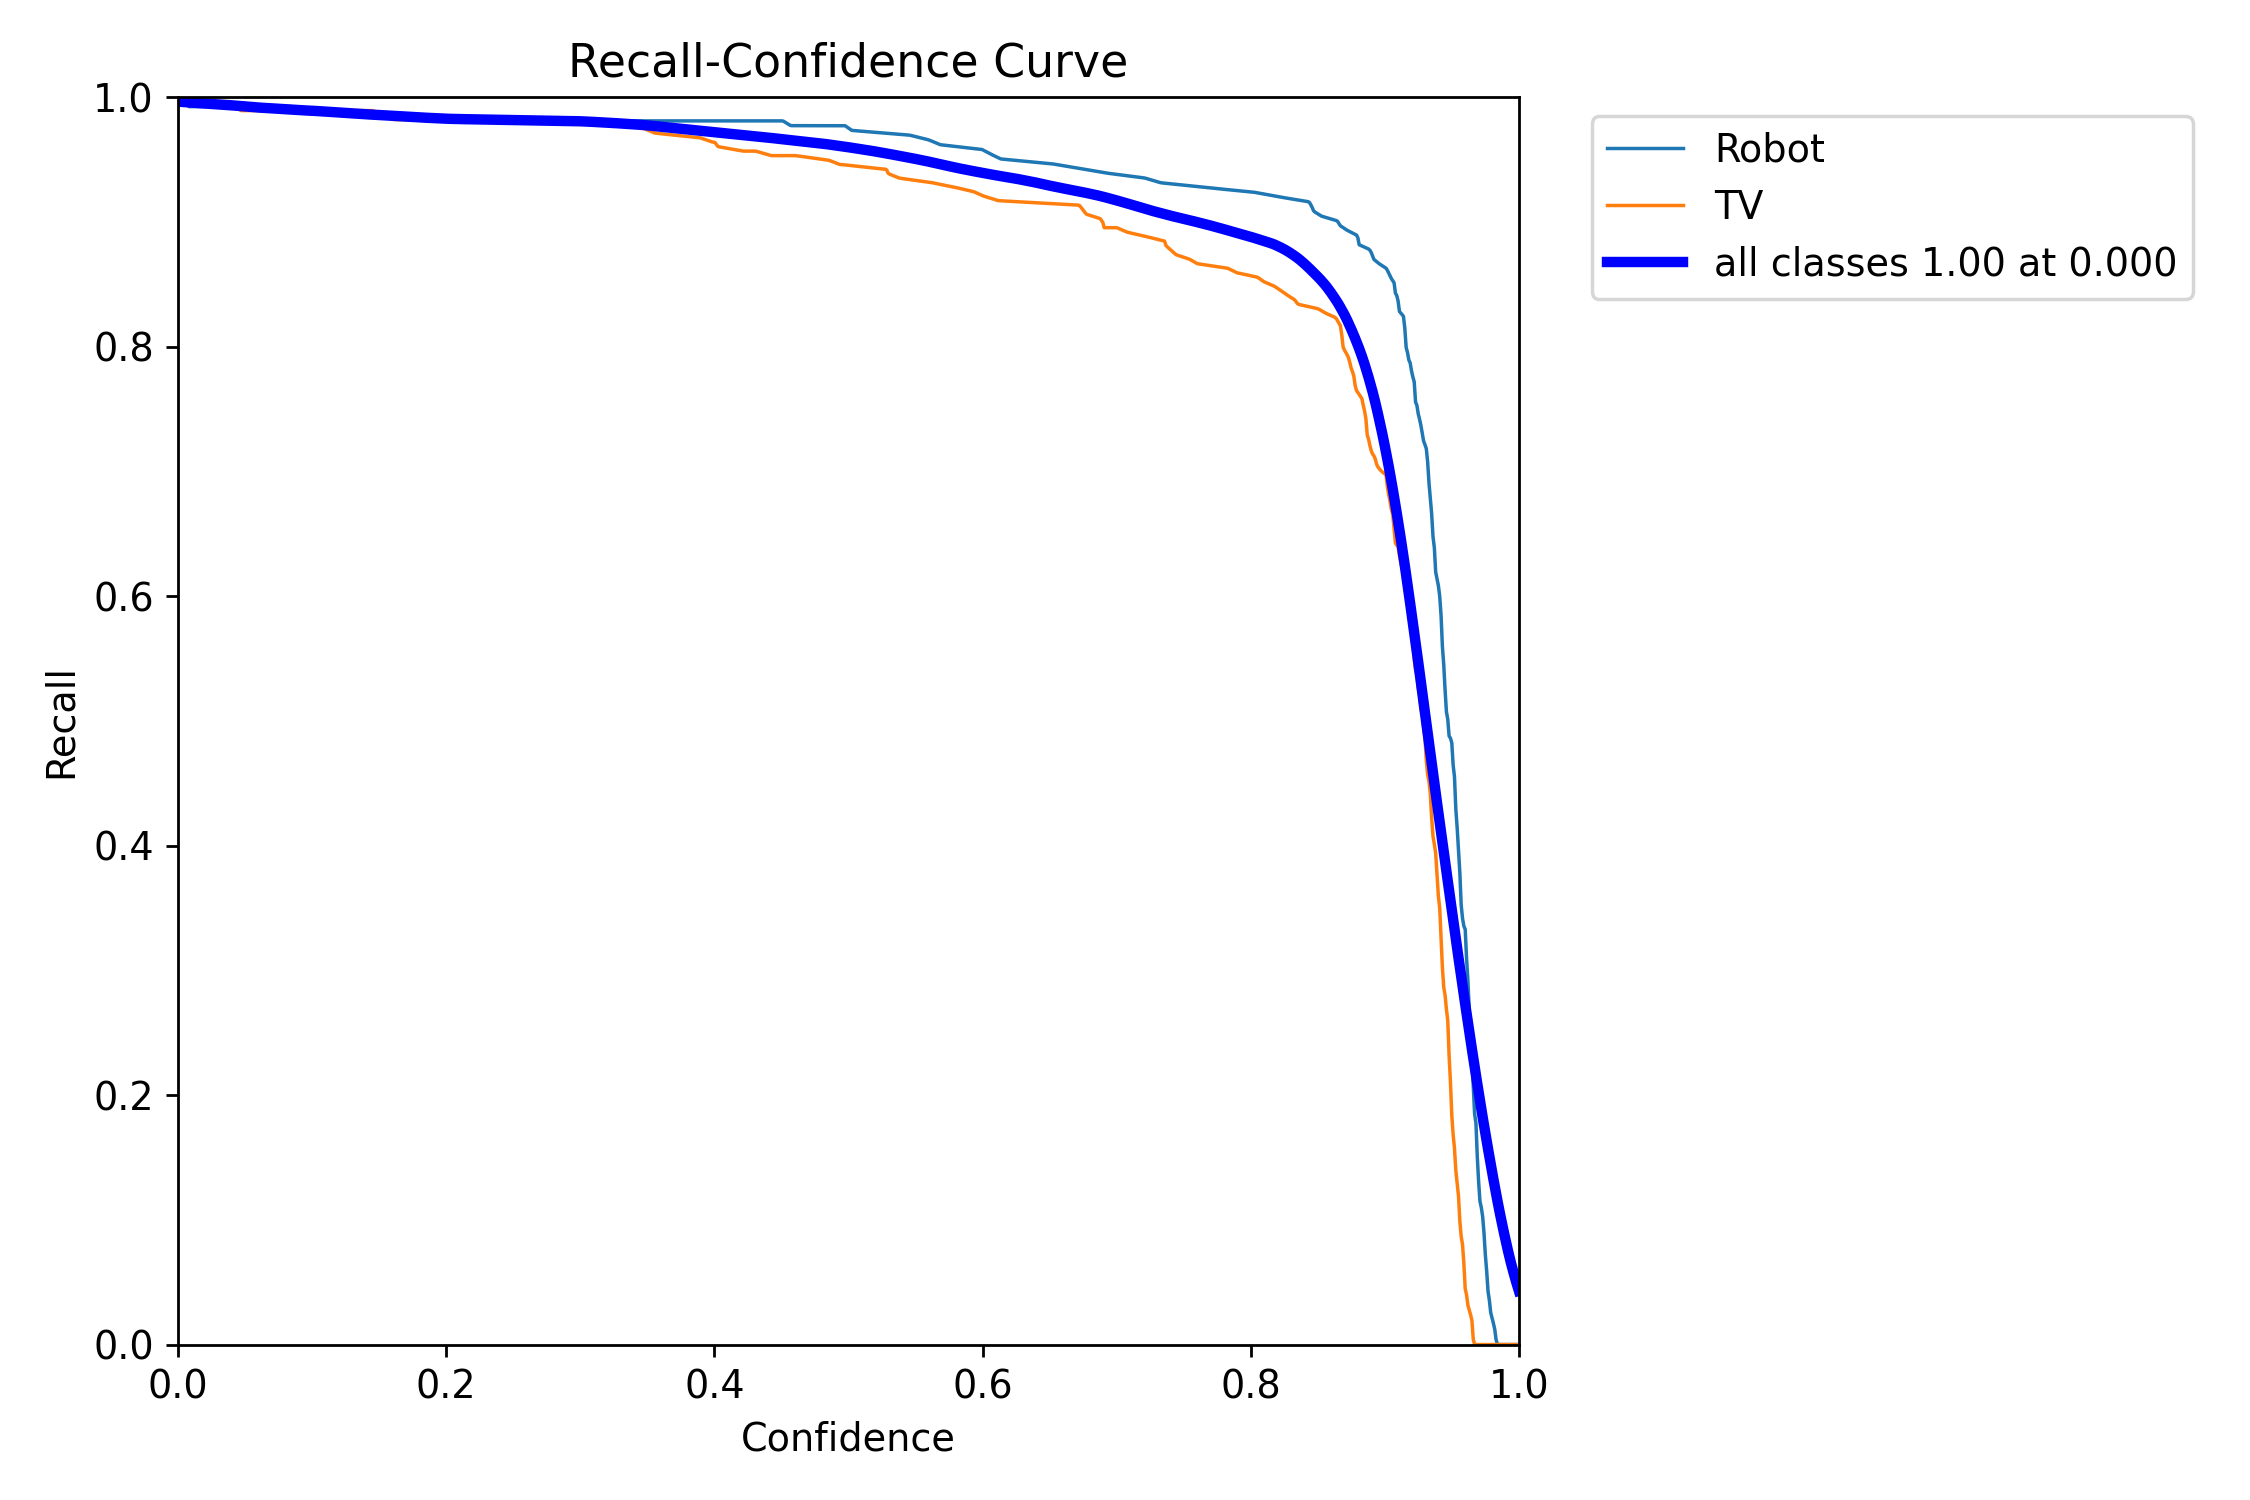 Recall-Confidence Curve
1.0
0.8
0.6
0.4
0.2
0.0
Recall
0.0 0.2 0.4 0.6 0.8 1.0
Confidence
Robot
TV
all classes 1.00 at 0.000